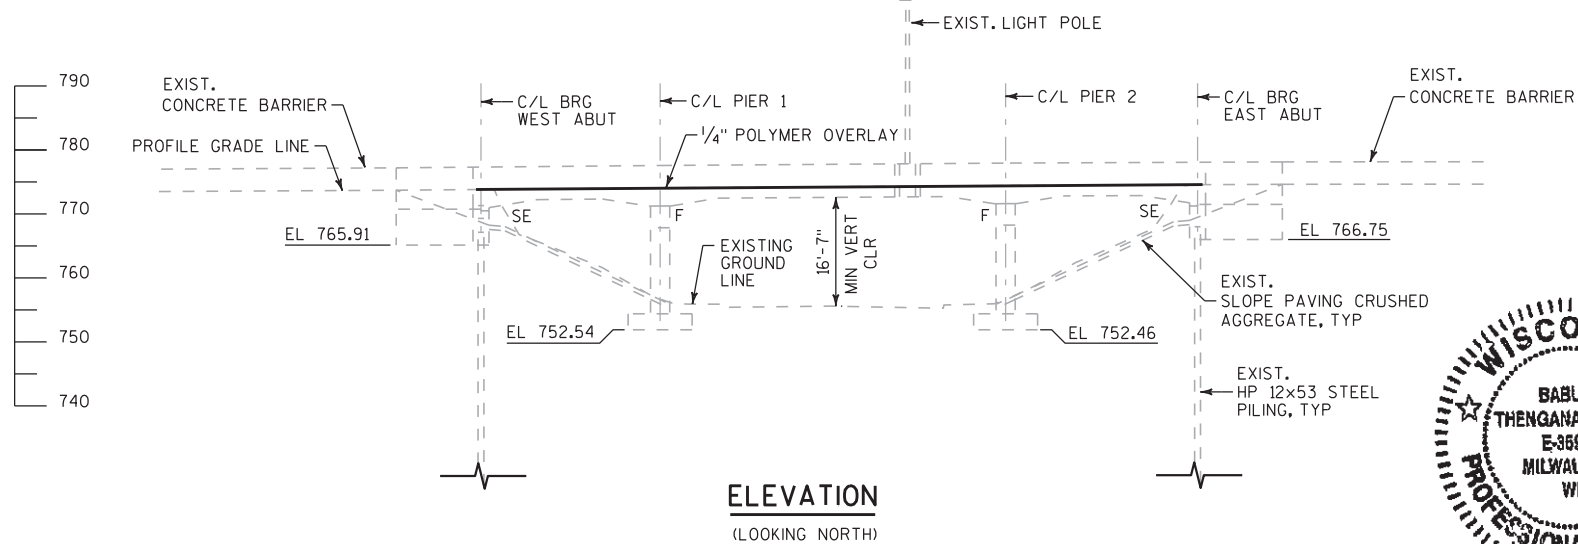 EXIST. LIGHT POLE
790
780
770
760
750
740
EXIST.
CONCRETE BARRIER
PROFILE GRADE LINE
C/L BRG
WEST ABUT
C/L PIER 1
1/4" POLYMER OVERLAY
C/L PIER 2
C/L BRG
EAST ABUT
EXIST.
CONCRETE BARRIER
SE
F
F
SE
EL 765.91
EXISTING
GROUND
LINE
16'-7"
MIN VERT
CLR
EL 766.75
EXIST.
SLOPE PAVING CRUSHED
AGGREGATE, TYP
EL 752.54
EL 752.46
EXIST.
HP 12x53 STEEL
PILING, TYP
ELEVATION
(LOOKING NORTH)